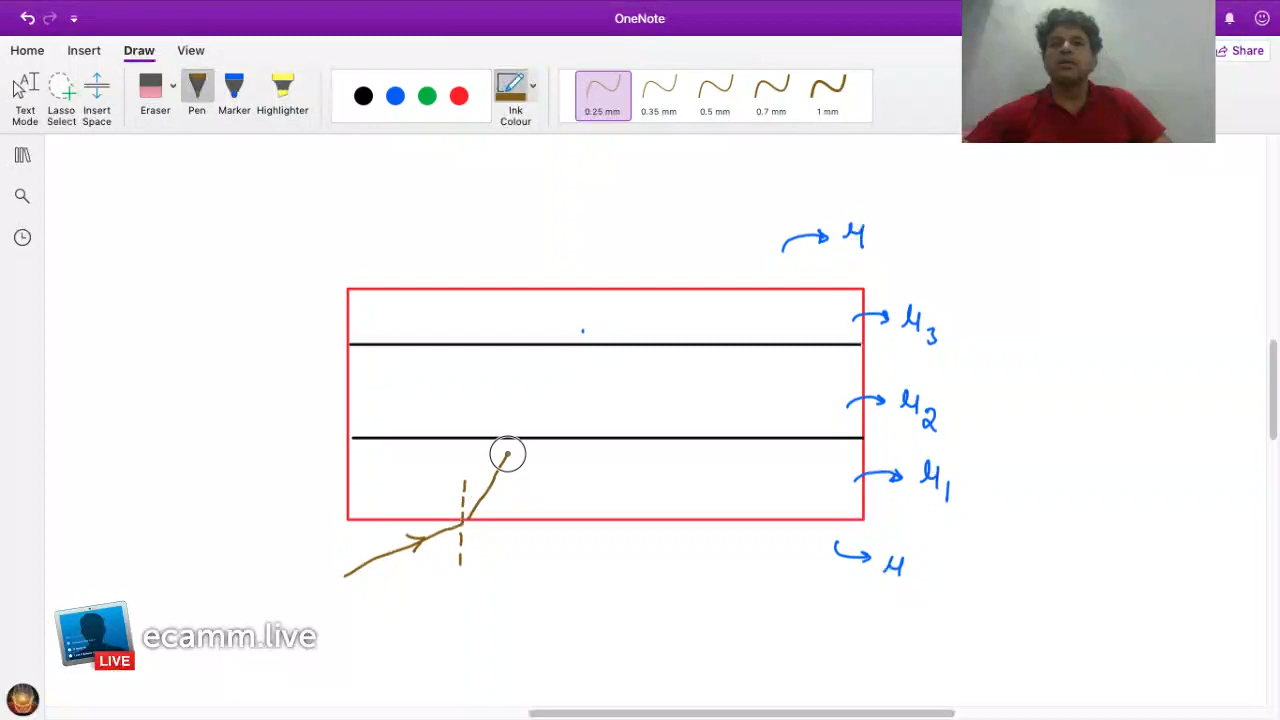 OneNote
Home Insert Draw View
Share
Text Mode
Lasso Select
Insert Space
Eraser
Pen
Marker
Highlighter
Ink Colour
0.25 mm
0.35 mm
0.5 mm
0.7 mm
1 mm
μ
μ3
μ2
μ1
μ
ecamm.live
LIVE